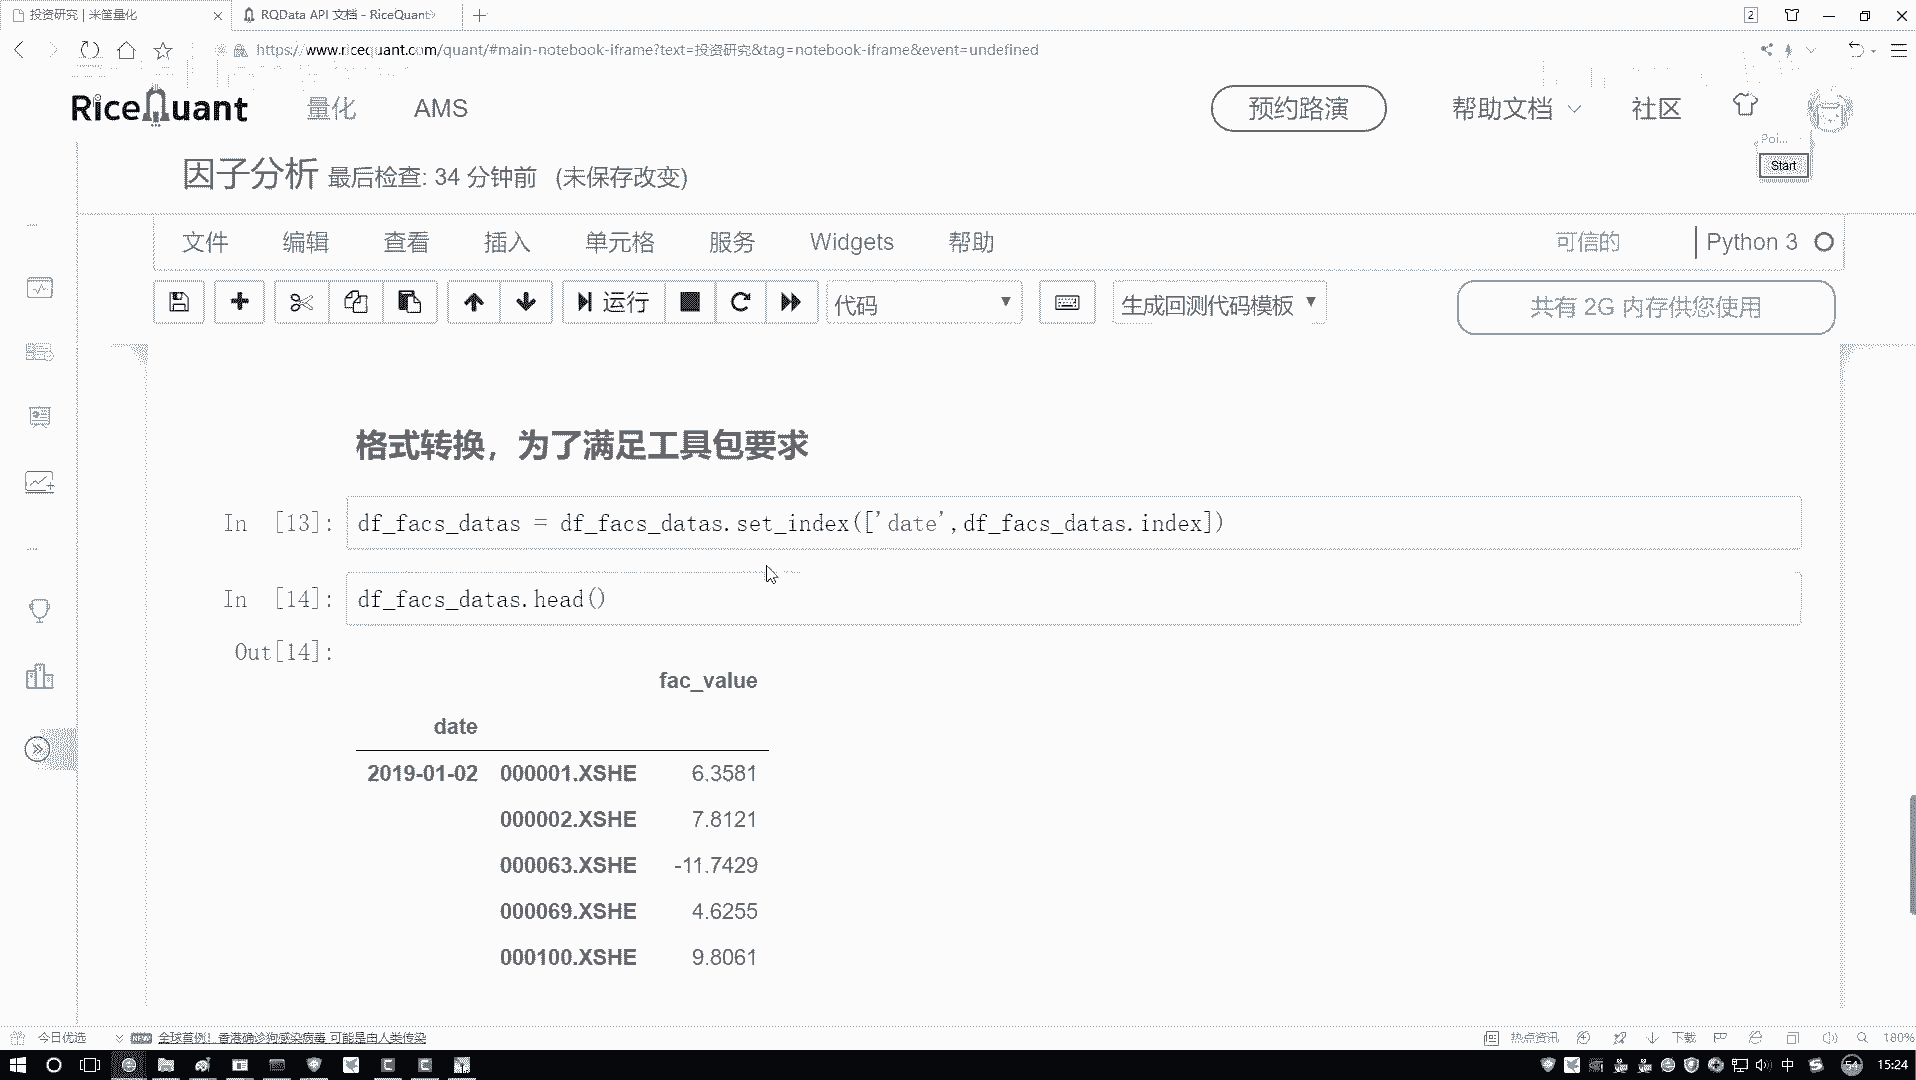 投资研究 | 米筐量化
RQData API 文档 - RiceQuant
2
https://www.ricequant.com/quant/#main-notebook-iframe?text=投资研究&tag=notebook-iframe&event=undefined
RiceQuant
量化
AMS
预约路演
帮助文档
社区
Poi...
Start
因子分析 最后检查: 34 分钟前 (未保存改变)
文件
编辑
查看
插入
单元格
服务
Widgets
帮助
可信的
Python 3
运行
代码
生成回测代码模板
共有 2G 内存供您使用
格式转换，为了满足工具包要求
In [13]: df_facs_datas = df_facs_datas.set_index(['date',df_facs_datas.index])
In [14]: df_facs_datas.head()
Out[14]:
fac_value
date
2019-01-02 000001.XSHE 6.3581
000002.XSHE 7.8121
000063.XSHE -11.7429
000069.XSHE 4.6255
000100.XSHE 9.8061
今日优选
NEW 全球首例！香港确诊狗感染病毒 可能是由人类传染
热点资讯
下载
180%
中
54
15:24